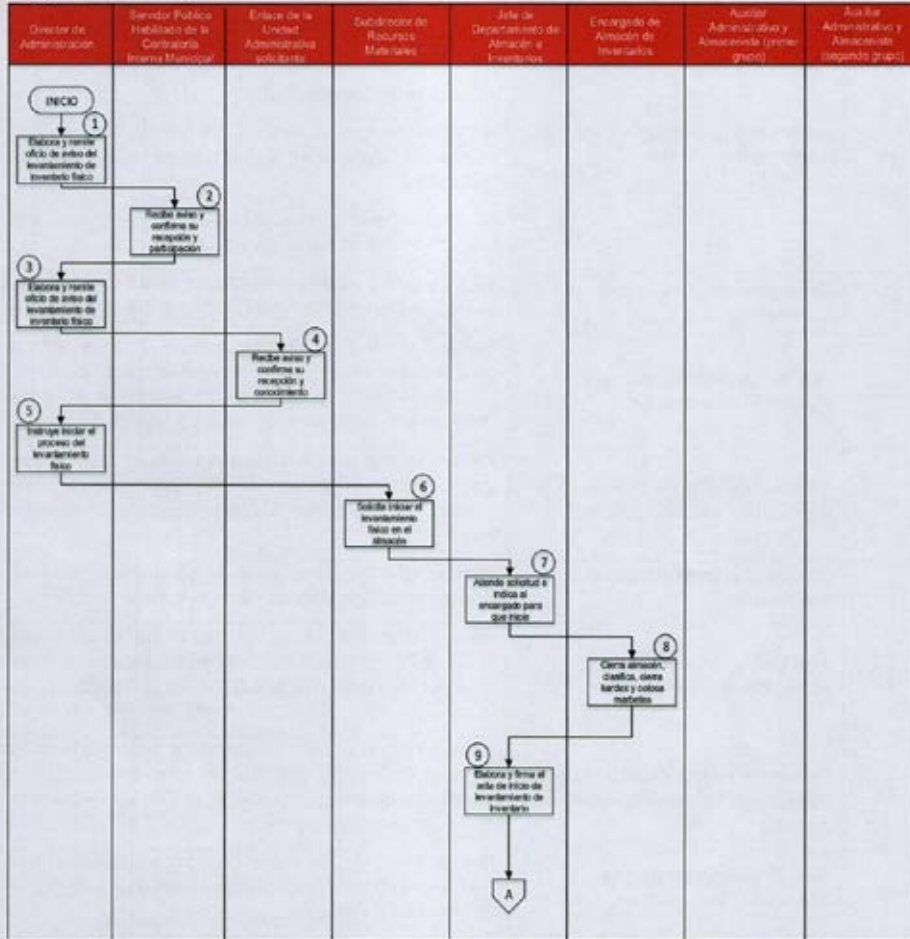 Director de
Administración
Servidor Público
Habilitado de la
Contraloría
Interna Municipal
Enlace de la
Unidad
Administrativa
solicitante
Subdirector de
Recursos
Materiales
Jefe de
Departamento de
Almacén e
Inventarios
Encargado de
Almacén de
Inventarios
Auxiliar
Administrativo y
Almacenista (primer
grupo)
Auxiliar
Administrativo y
Almacenista
(segundo grupo)
INICIO
1
Elabora y remite
oficio de aviso del
levantamiento de
inventario físico
2
Recibe aviso y
confirma su
recepción y
participación
3
Elabora y remite
oficio de aviso del
levantamiento de
inventario físico
4
Recibe aviso y
confirma su
recepción y
conocimiento
5
Instruye iniciar el
proceso del
levantamiento
físico
6
Solicita iniciar el
levantamiento
físico en el
almacén
7
Atiende solicitud e
indica al
encargado para
que inicie
8
Cierra almacén,
clasifica, cierra
kardex y coloca
marbetes
9
Elabora y firma el
acta de inicio de
levantamiento de
inventario
A